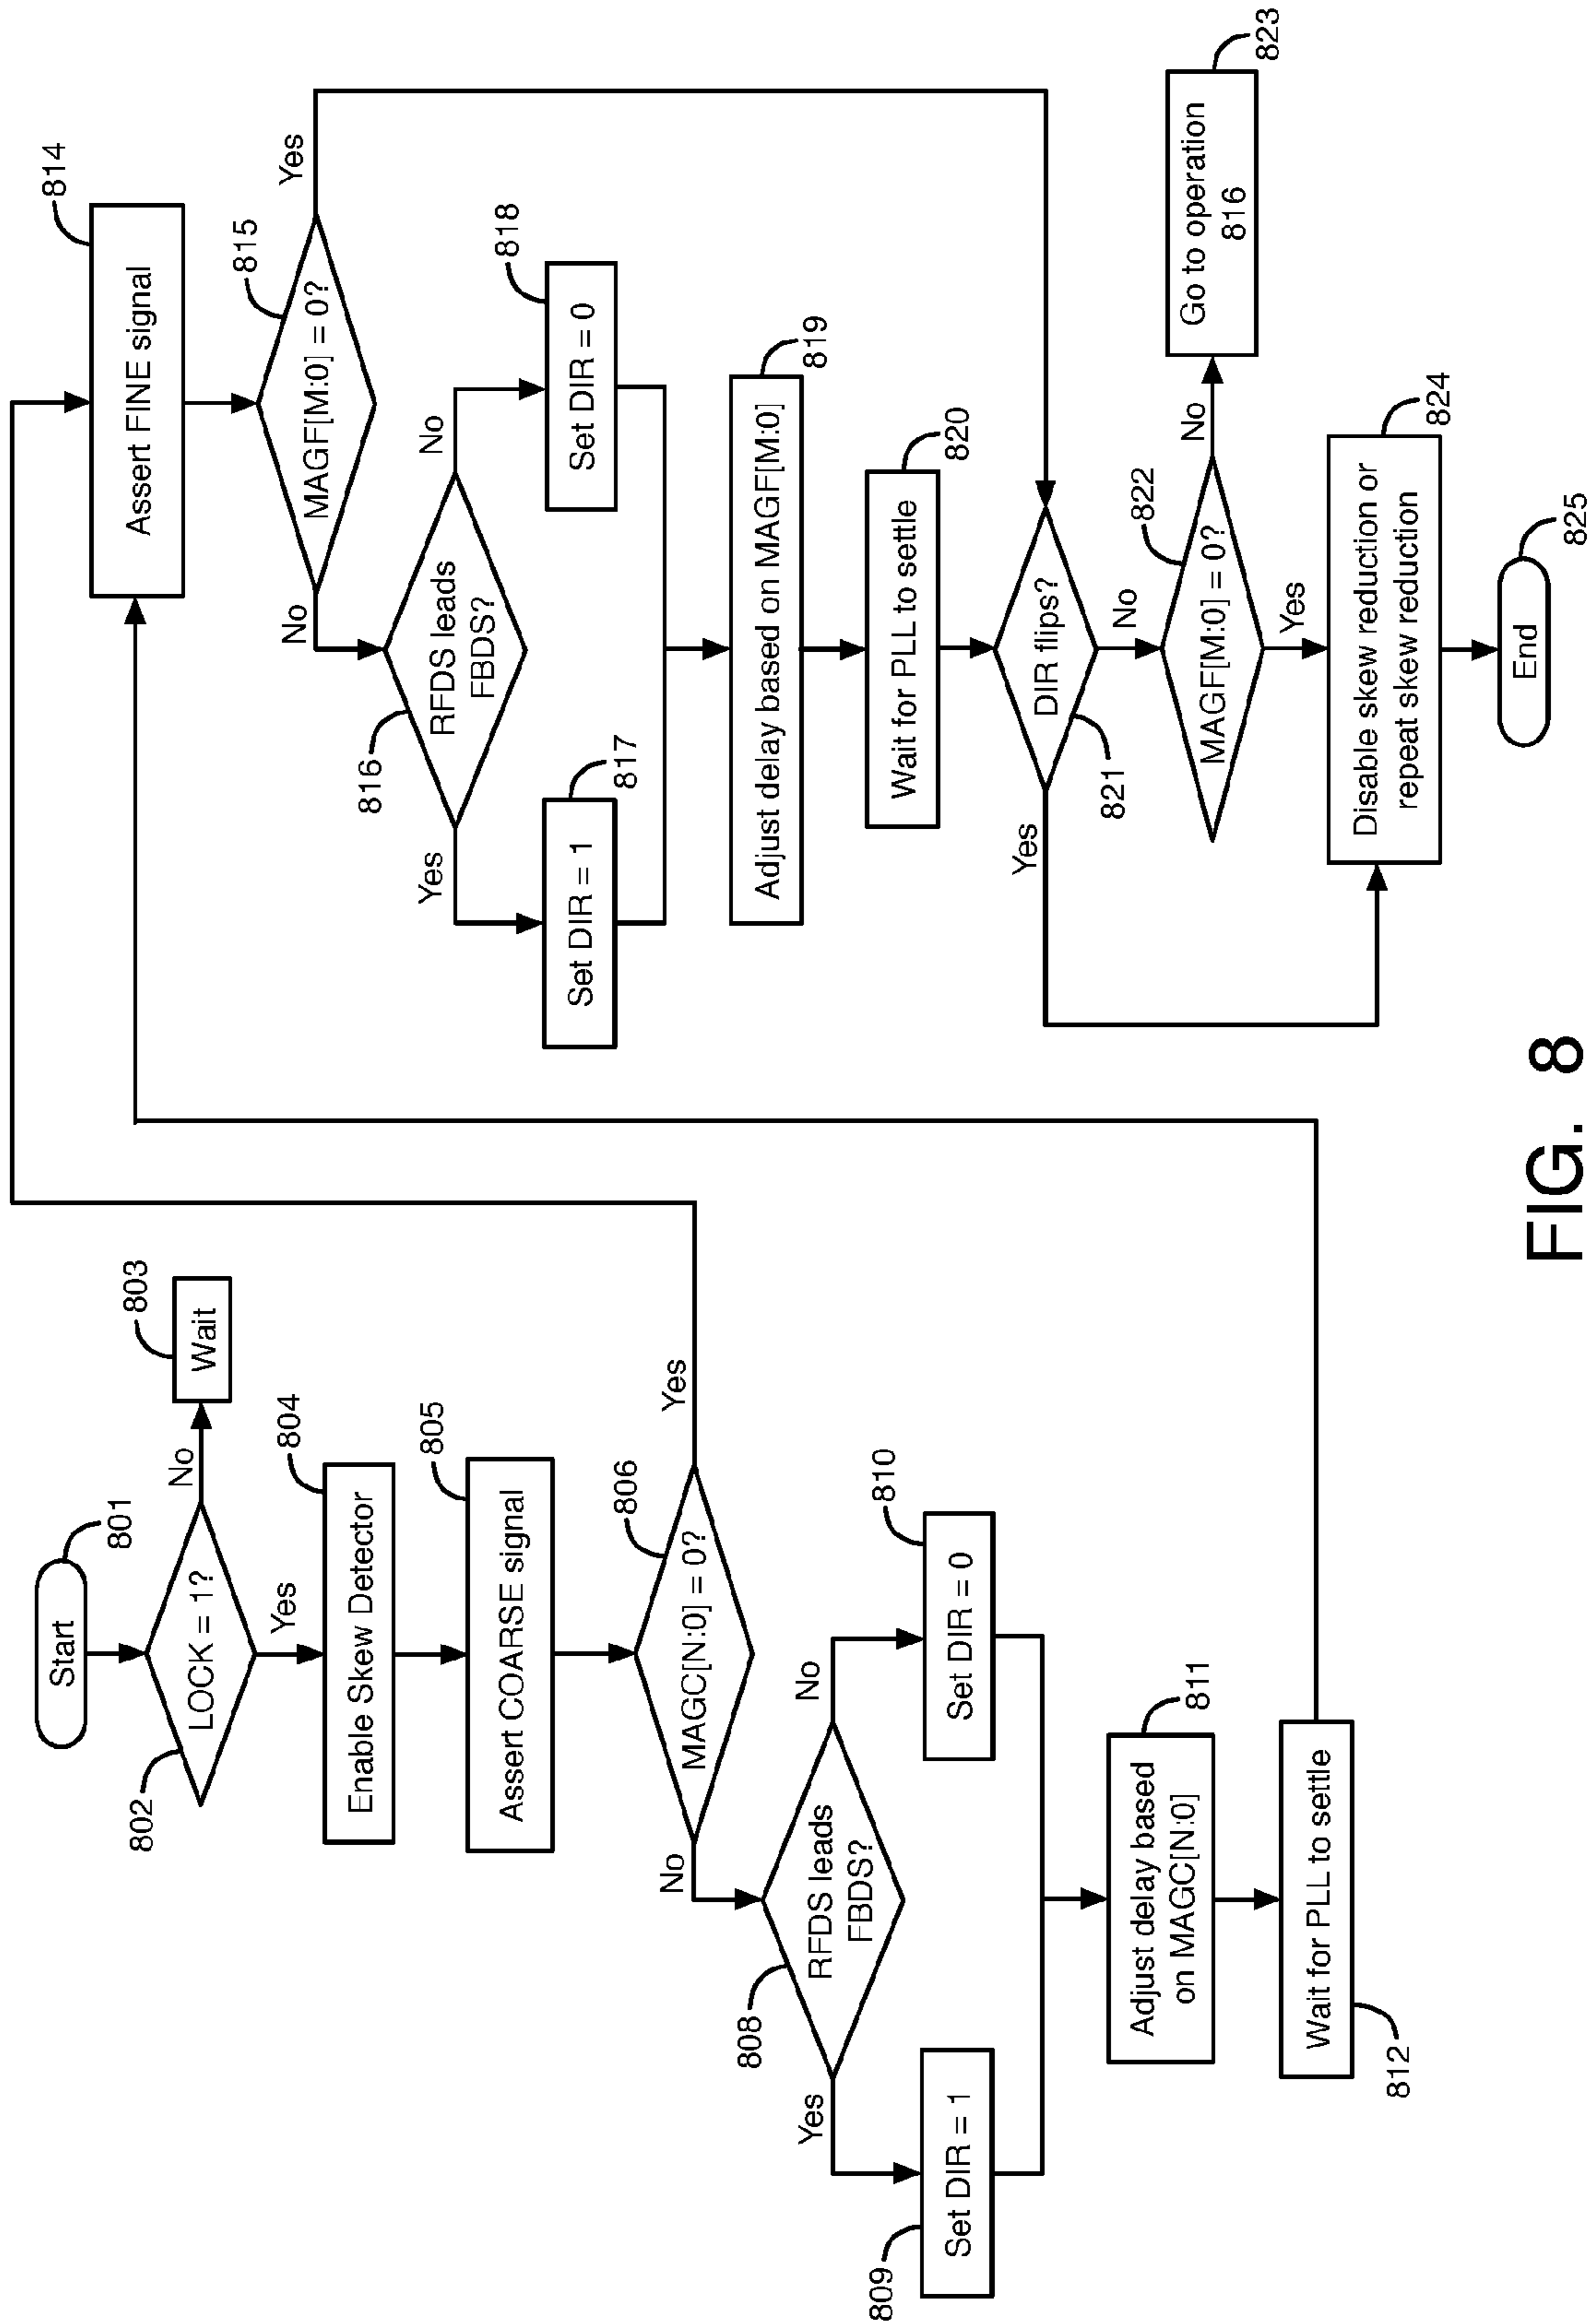 Start
801
LOCK = 1?
802
No
Wait
803
Yes
Enable Skew Detector
804
Assert COARSE signal
805
MAGC[N:0] = 0?
806
Yes
No
RFDS leads
FBDS?
808
Yes
No
Set DIR = 1
809
Set DIR = 0
810
Adjust delay based
on MAGC[N:0]
811
Wait for PLL to settle
812
Assert FINE signal
814
MAGF[M:0] = 0?
815
Yes
No
RFDS leads
FBDS?
816
Yes
No
Set DIR = 1
817
Set DIR = 0
818
Adjust delay based on MAGF[M:0]
819
Wait for PLL to settle
820
DIR flips?
821
Yes
No
MAGF[M:0] = 0?
822
No
Go to operation
816
823
Yes
Disable skew reduction or
repeat skew reduction
824
End
825
FIG. 8